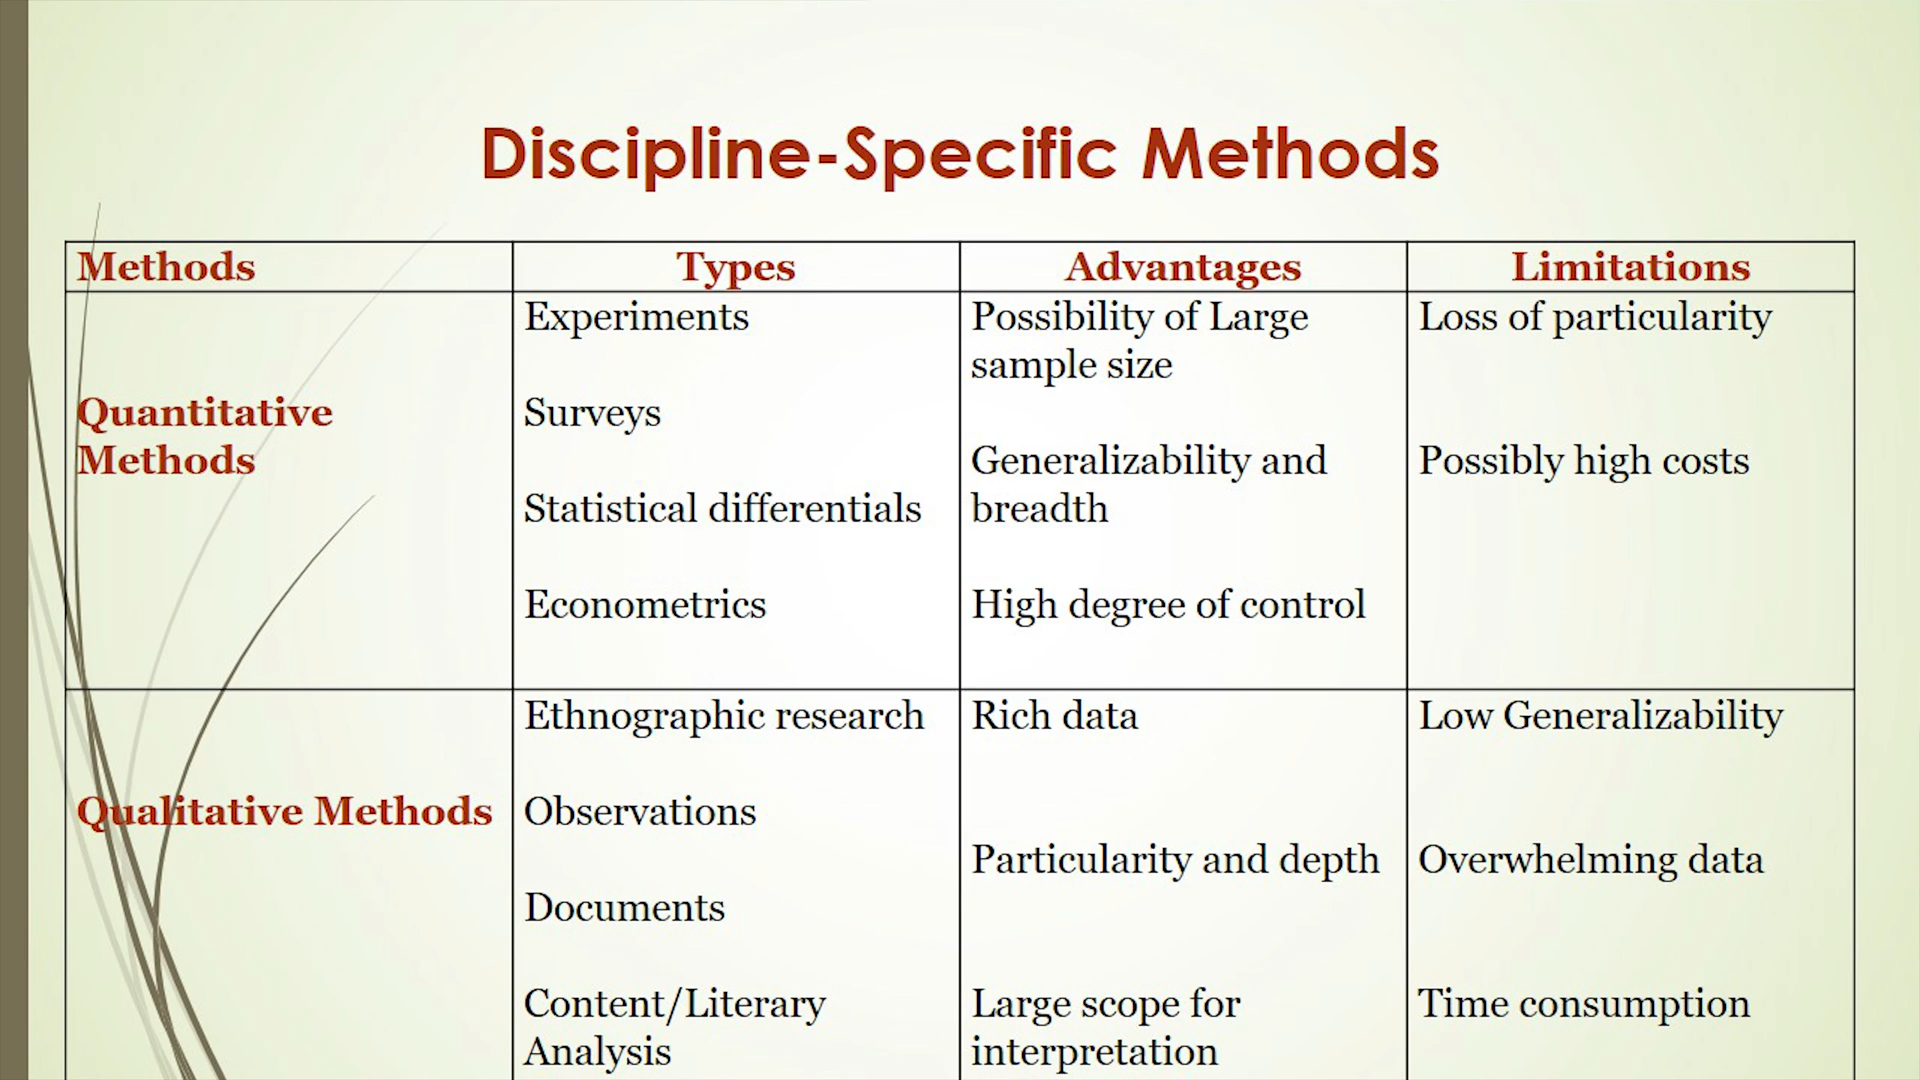 Discipline-Specific Methods
Methods
Types
Advantages
Limitations
Quantitative
Methods
Experiments
Surveys
Statistical differentials
Econometrics
Possibility of Large
sample size
Generalizability and
breadth
High degree of control
Loss of particularity
Possibly high costs
Qualitative Methods
Ethnographic research
Observations
Documents
Content/Literary
Analysis
Rich data
Particularity and depth
Large scope for
interpretation
Low Generalizability
Overwhelming data
Time consumption